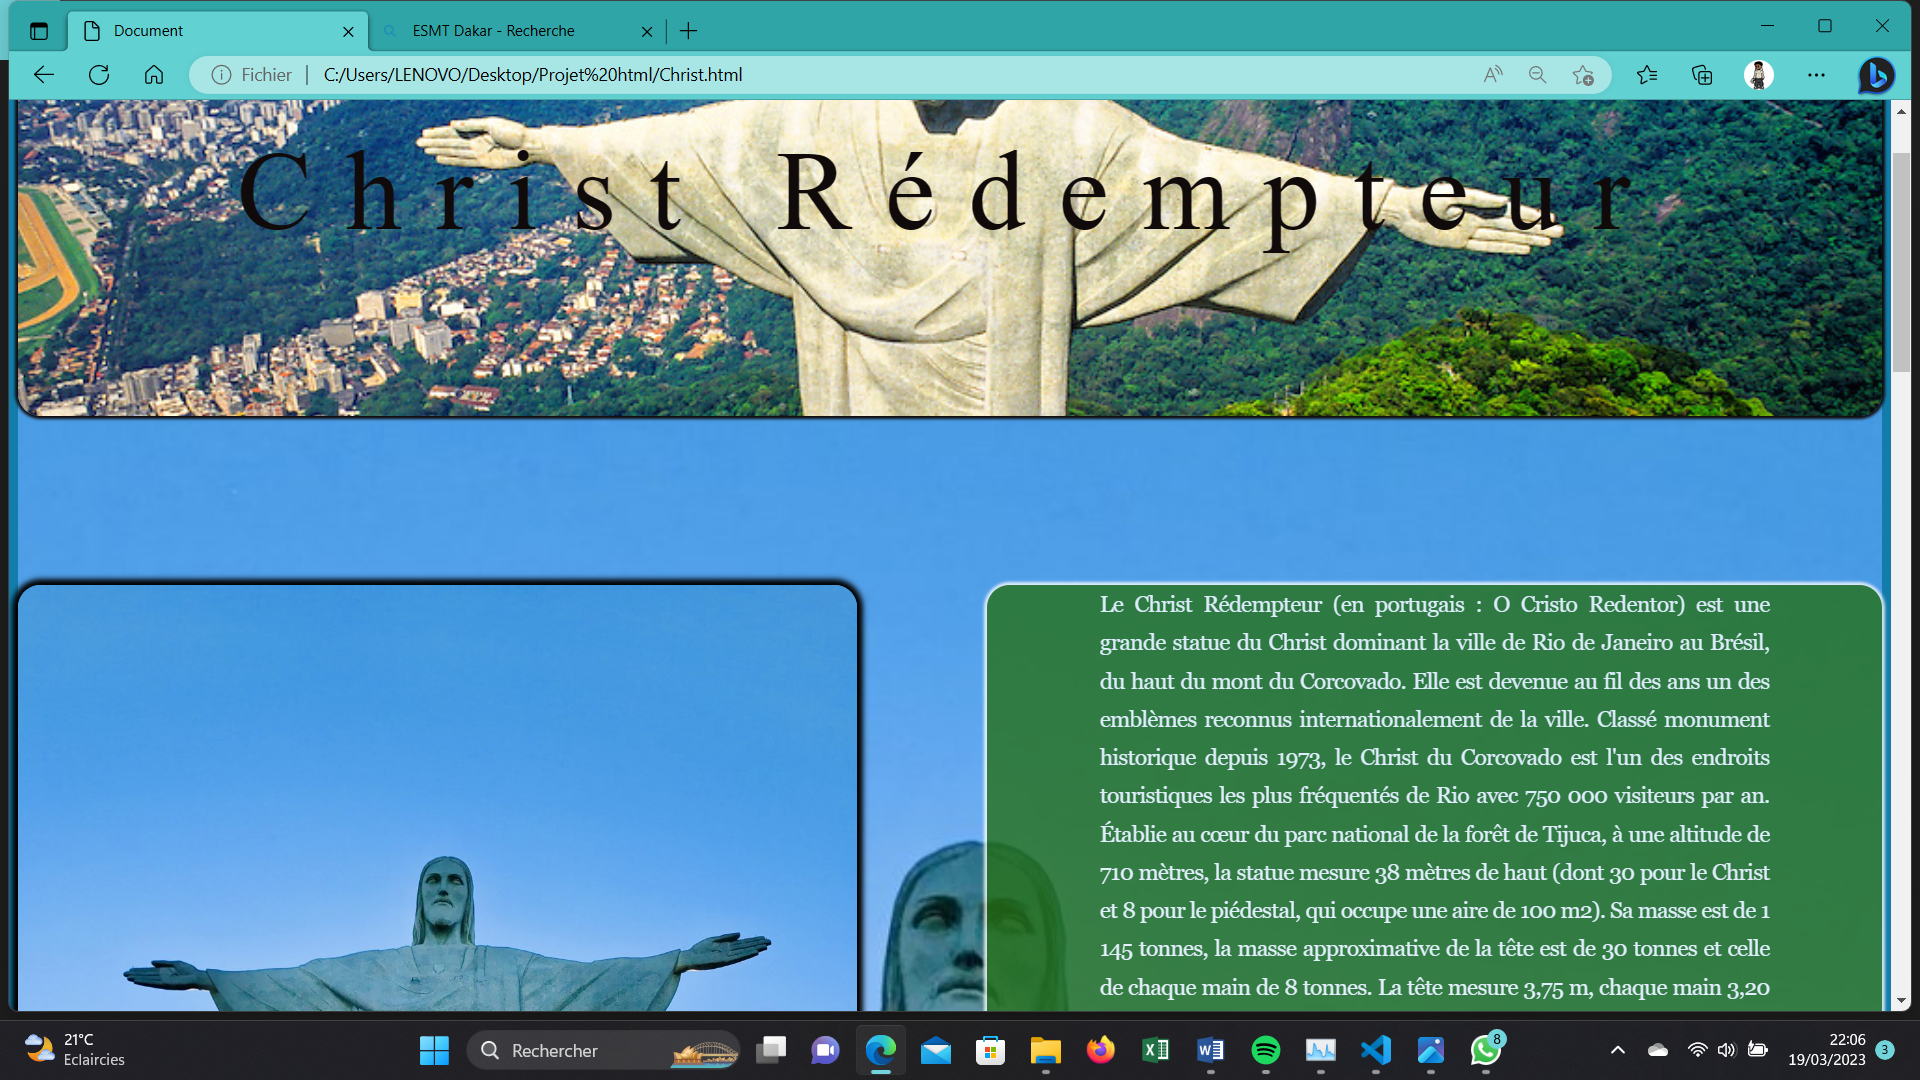 Document
ESMT Dakar - Recherche
Fichier
C:/Users/LENOVO/Desktop/Projet%20html/Christ.html
Christ Rédempteur
Le Christ Rédempteur (en portugais : O Cristo Redentor) est une
grande statue du Christ dominant la ville de Rio de Janeiro au Brésil,
du haut du mont du Corcovado. Elle est devenue au fil des ans un des
emblèmes reconnus internationalement de la ville. Classé monument
historique depuis 1973, le Christ du Corcovado est l'un des endroits
touristiques les plus fréquentés de Rio avec 750 000 visiteurs par an.
Établie au cœur du parc national de la forêt de Tijuca, à une altitude de
710 mètres, la statue mesure 38 mètres de haut (dont 30 pour le Christ
et 8 pour le piédestal, qui occupe une aire de 100 m2). Sa masse est de 1
145 tonnes, la masse approximative de la tête est de 30 tonnes et celle
de chaque main de 8 tonnes. La tête mesure 3,75 m, chaque main 3,20
21°C
Eclaircies
Rechercher
8
22:06
19/03/2023
3